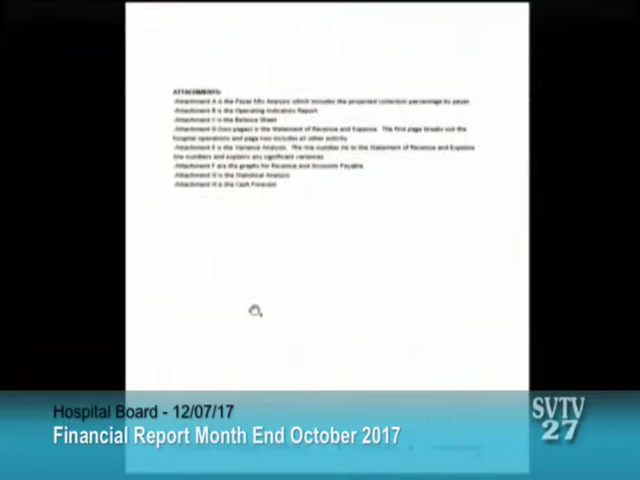 ATTACHMENTS:
-Attachment A is the Payer Mix Analysis which includes the projected collection percentage by payer.
-Attachment B is the Operating Indicators Report
-Attachment C is the Balance Sheet
-Attachment D (two pages) is the Statement of Revenue and Expense. The first page breaks out the
hospital operations and page two includes all other activity.
-Attachment E is the Variance Analysis. The line number tie to the Statement of Revenue and Expense
line numbers and explains any significant variances.
-Attachment F are the graphs for Revenue and Accounts Payable.
-Attachment G is the Statistical Analysis
-Attachment H is the Cash Forecast
Hospital Board - 12/07/17
Financial Report Month End October 2017
SVTV
27